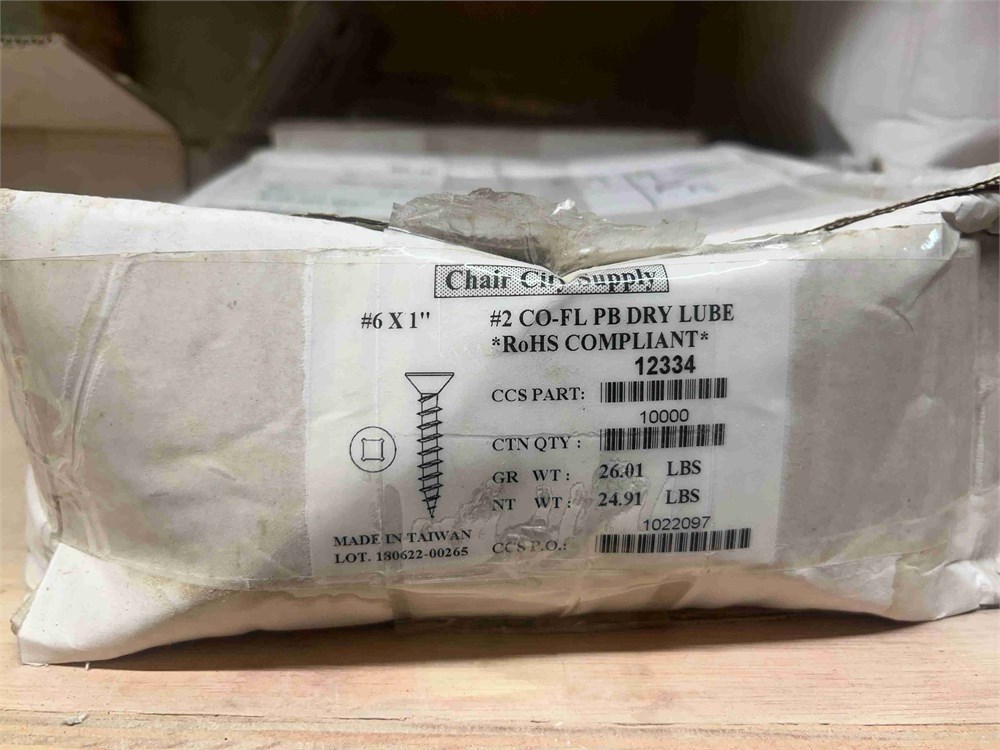 Chair City Supply
#6 X 1" #2 CO-FL PB DRY LUBE
*RoHS COMPLIANT*
12334
CCS PART:
10000
CTN QTY :
GR WT : 26.01 LBS
NT WT : 24.91 LBS
1022097
CCS P.O.:
MADE IN TAIWAN
LOT. 180622-00265